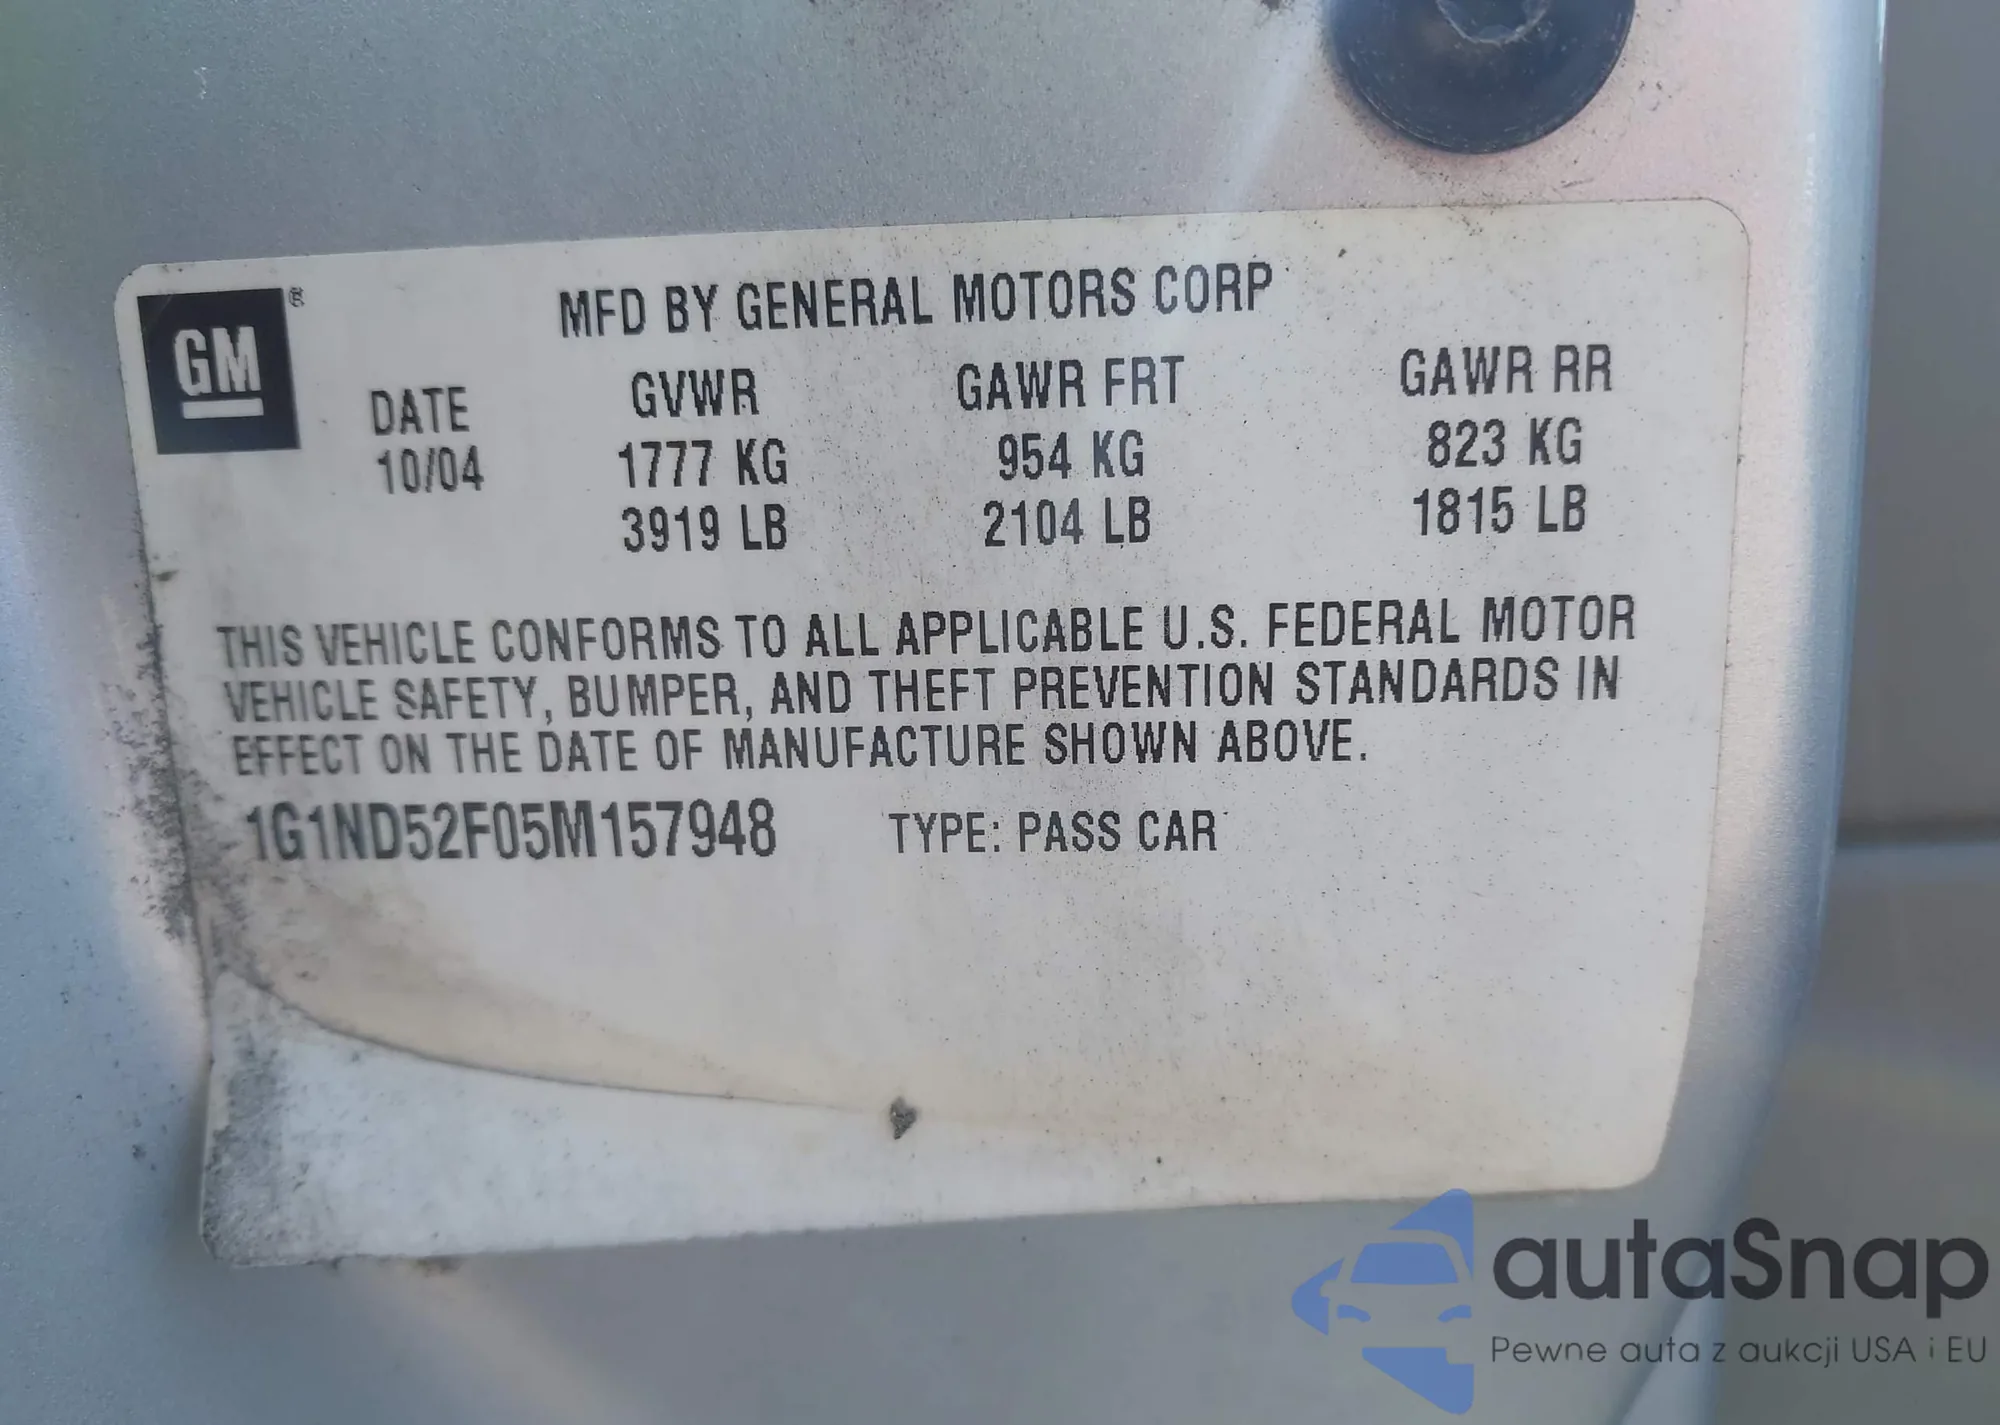 GM ®
MFD BY GENERAL MOTORS CORP
DATE GVWR GAWR FRT GAWR RR
10/04 1777 KG 954 KG 823 KG
3919 LB 2104 LB 1815 LB
THIS VEHICLE CONFORMS TO ALL APPLICABLE U.S. FEDERAL MOTOR
VEHICLE SAFETY, BUMPER, AND THEFT PREVENTION STANDARDS IN
EFFECT ON THE DATE OF MANUFACTURE SHOWN ABOVE.
1G1ND52F05M157948 TYPE: PASS CAR
autaSnap
Pewne auta z aukcji USA i EU